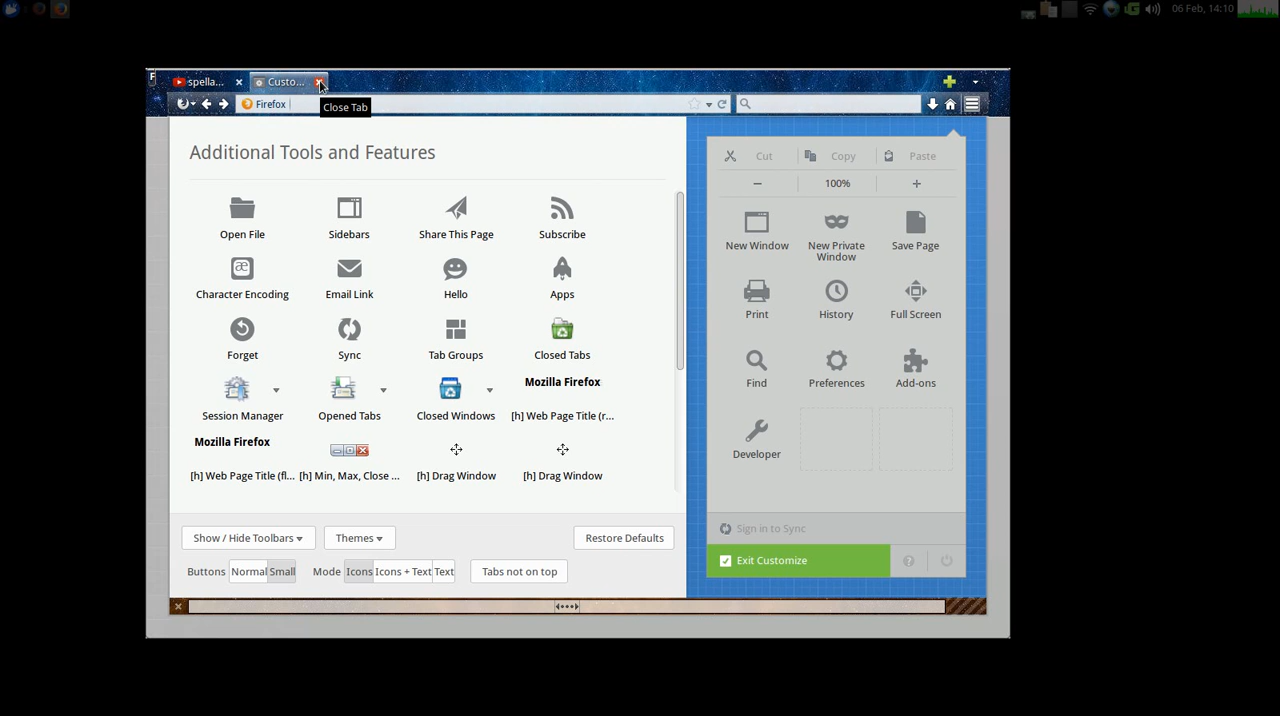 06 Feb, 14:10
F
spella...
Custo...
Firefox
Close Tab
Additional Tools and Features
Open File
Sidebars
Share This Page
Subscribe
æ
Character Encoding
Email Link
Hello
Apps
Forget
Sync
Tab Groups
Closed Tabs
Session Manager
Opened Tabs
Closed Windows
Mozilla Firefox
[h] Web Page Title (r...
Mozilla Firefox
[h] Web Page Title (fl...
[h] Min, Max, Close ...
[h] Drag Window
[h] Drag Window
Show / Hide Toolbars
Themes
Restore Defaults
Buttons
Normal
Small
Mode
Icons
Icons + Text
Text
Tabs not on top
Cut
Copy
Paste
− 100% +
New Window
New Private
Window
Save Page
Print
History
Full Screen
Find
Preferences
Add-ons
Developer
Sign in to Sync
Exit Customize
?